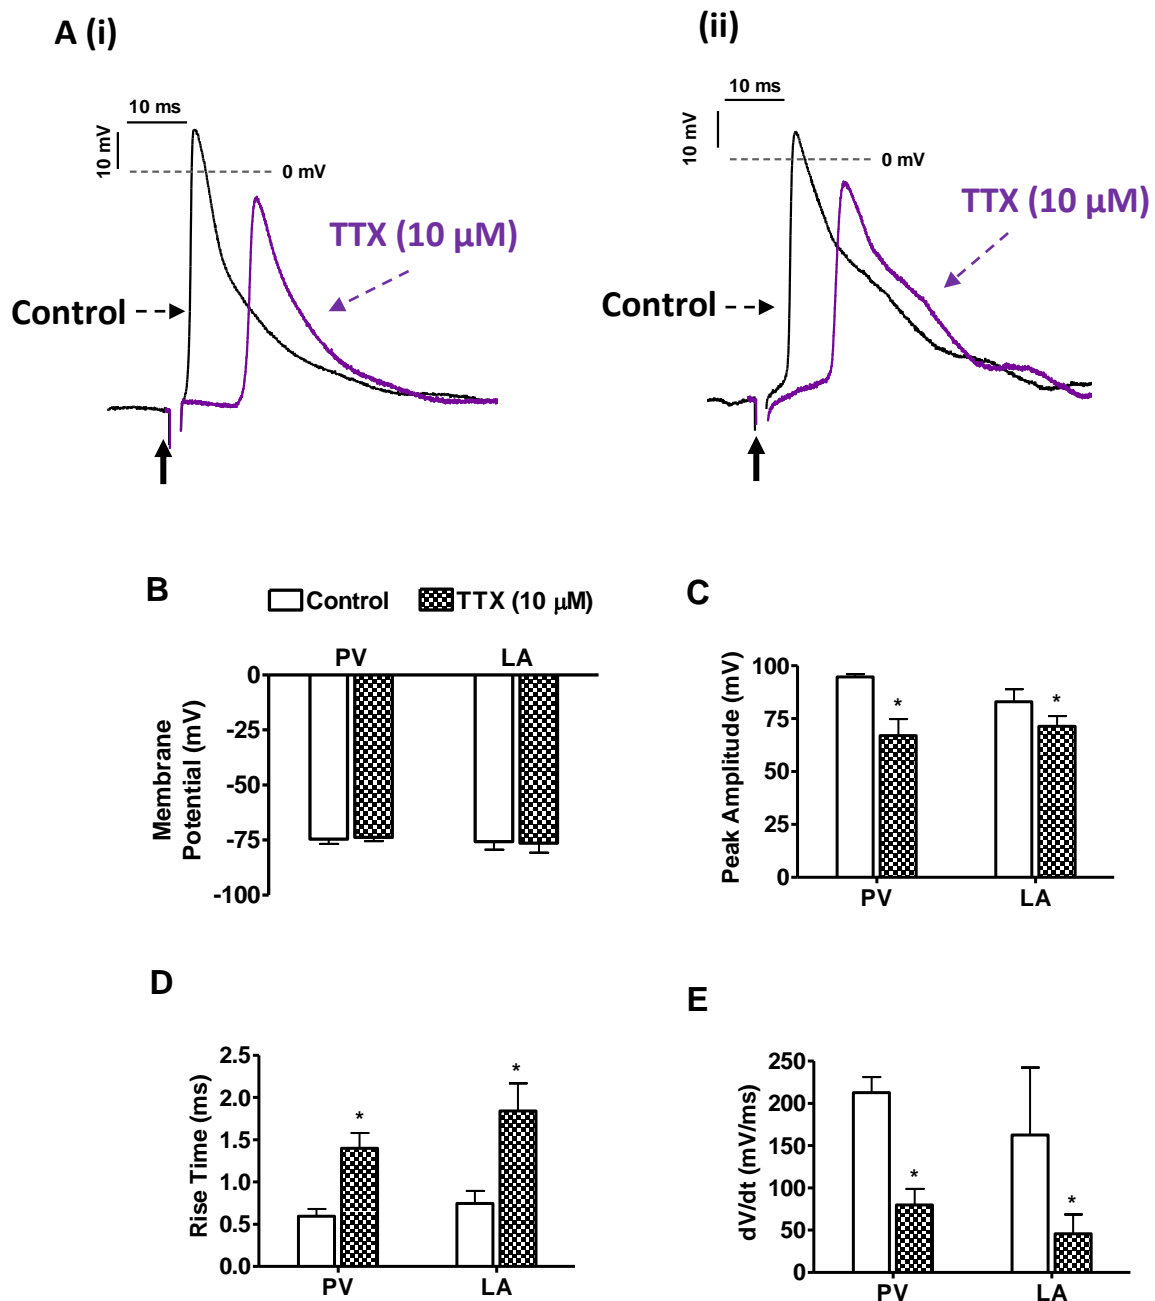 A (i)
(ii)
10 ms
10 mV
0 mV
TTX (10 µM)
Control
10 ms
10 mV
0 mV
TTX (10 µM)
Control
B
Control
TTX (10 µM)
PV
LA
0
-25
-50
-75
-100
Membrane
Potential (mV)
C
100
75
50
25
0
Peak Amplitude (mV)
*
*
PV
LA
D
2.5
2.0
1.5
1.0
0.5
0.0
Rise Time (ms)
*
*
PV
LA
E
250
200
150
100
50
0
dV/dt (mV/ms)
*
*
PV
LA